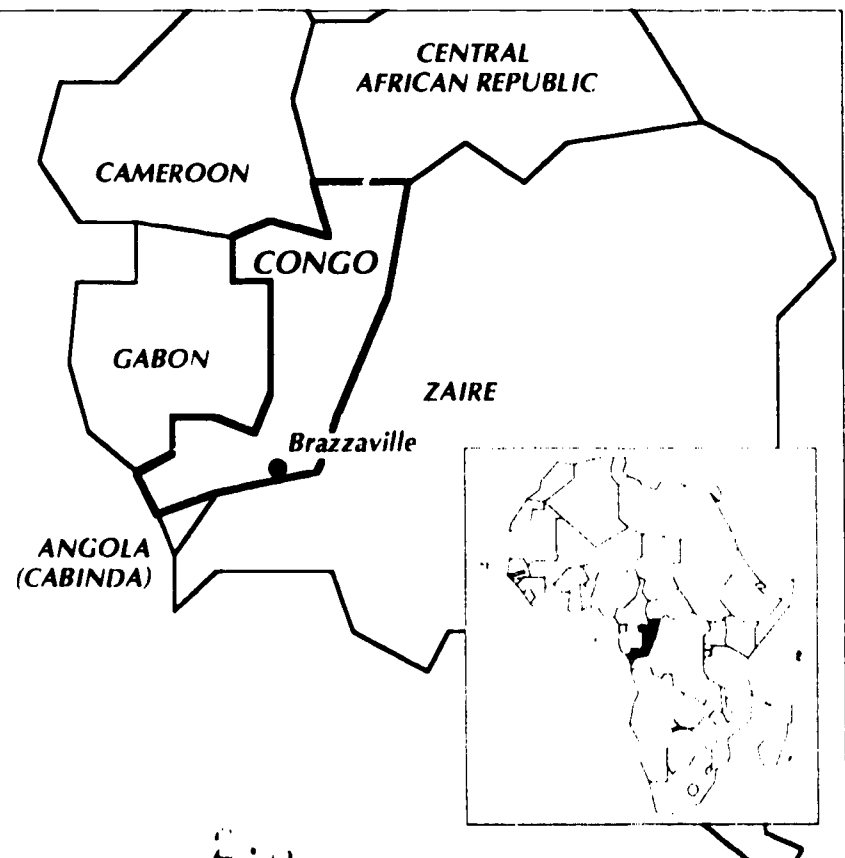 CENTRAL
AFRICAN REPUBLIC
CAMEROON
CONGO
GABON
ZAIRE
Brazzaville
ANGOLA
(CABINDA)